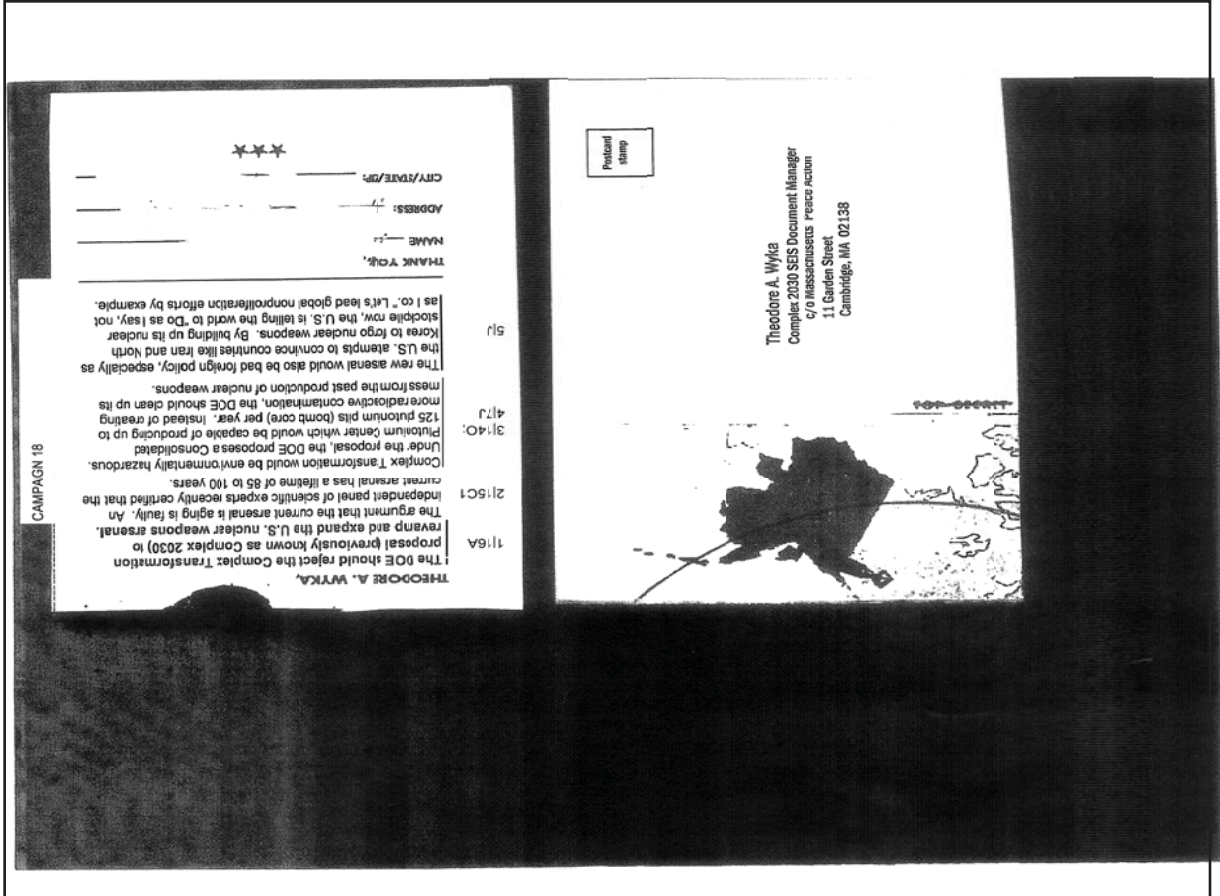 CAMPAGN 18
THEODORE A. WYKA,
1|16A
The DOE should reject the Complex Transformation
proposal (previously known as Complex 2030) to
revamp and expand the U.S. nuclear weapons arsenal.
2|15C1
The argument that the current arsenal is aging is faulty. An
independent panel of scientific experts recently certified that the
current arsenal has a lifetime of 85 to 100 years.
3|14O;
4|7J
Complex Transformation would be environmentally hazardous.
Under the proposal, the DOE proposes a Consolidated
Plutonium Center which would be capable of producing up to
125 plutonium pits (bomb core) per year. Instead of creating
more radioactive contamination, the DOE should clean up its
mess from the past production of nuclear weapons.
5|J
The new arsenal would also be bad foreign policy, especially as
the U.S. attempts to convince countries like Iran and North
Korea to forgo nuclear weapons. By building up its nuclear
stockpile now, the U.S. is telling the world to "Do as I say, not
as I do." Let's lead global nonproliferation efforts by example.
THANK YOU,
NAME
ADDRESS:
CITY/STATE/ZIP:
★★★
Postcard
stamp
Theodore A. Wyka
Complex 2030 SEIS Document Manager
c/o Massachusetts Peace Action
11 Garden Street
Cambridge, MA 02138
TOP SECRET